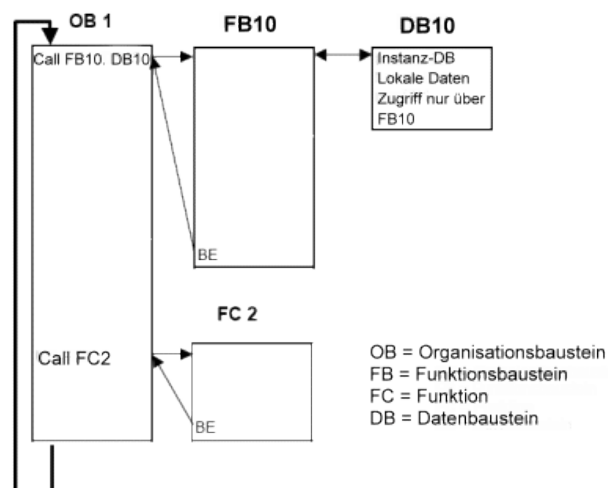 OB 1
FB10
DB10
Call FB10. DB10
Instanz-DB
Lokale Daten
Zugriff nur über
FB10
BE
FC 2
Call FC2
BE
OB = Organisationsbaustein
FB = Funktionsbaustein
FC = Funktion
DB = Datenbaustein